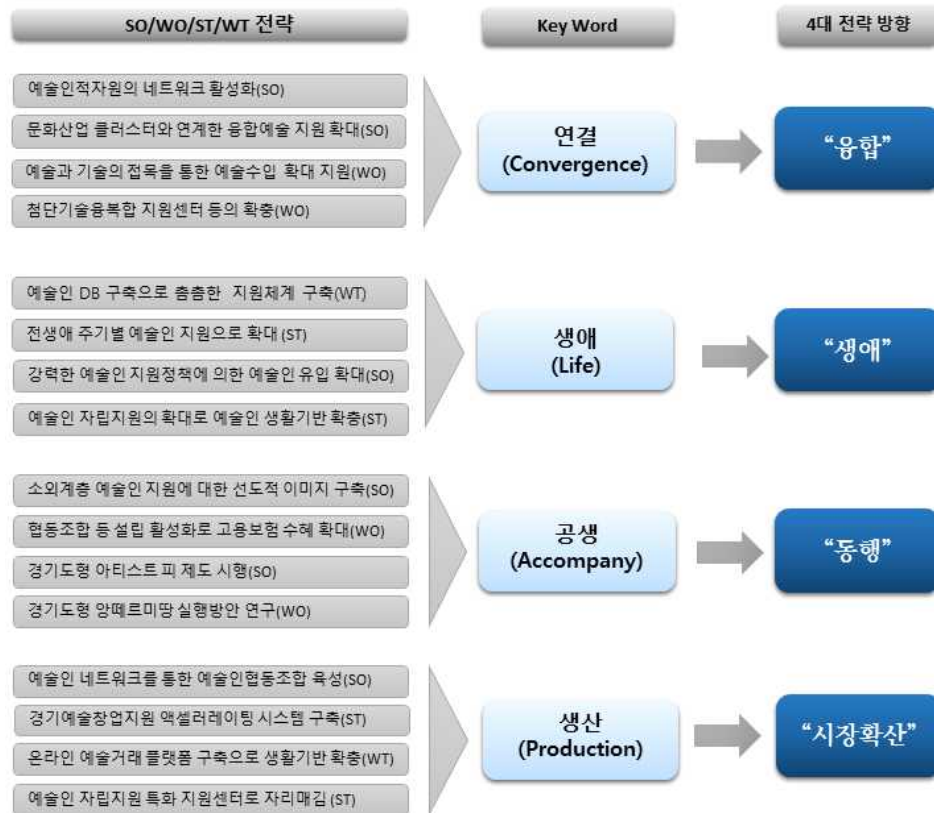 SO/WO/ST/WT 전략
Key Word
4대 전략 방향
예술인적자원의 네트워크 활성화(SO)
문화산업 클러스터와 연계한 융합예술 지원 확대(SO)
예술과 기술의 접목을 통한 예술수입 확대 지원(WO)
첨단기술융복합 지원센터 등의 확충(WO)
연결
(Convergence)
“융합”
예술인 DB 구축으로 촘촘한 지원체계 구축(WT)
전생애 주기별 예술인 지원으로 확대(ST)
강력한 예술인 지원정책에 의한 예술인 유입 확대(SO)
예술인 자립지원의 확대로 예술인 생활기반 확충(ST)
생애
(Life)
“생애”
소외계층 예술인 지원에 대한 선도적 이미지 구축(SO)
협동조합 등 설립 활성화로 고용보험 수혜 확대(WO)
경기도형 아티스트 피 제도 시행(SO)
경기도형 앙떼르미땅 실행방안 연구(WO)
공생
(Accompany)
“동행”
예술인 네트워크를 통한 예술인협동조합 육성(SO)
경기예술창업지원 액셀러레이팅 시스템 구축(ST)
온라인 예술거래 플랫폼 구축으로 생활기반 확충(WT)
예술인 자립지원 특화 지원센터로 자리매김(ST)
생산
(Production)
“시장확산”